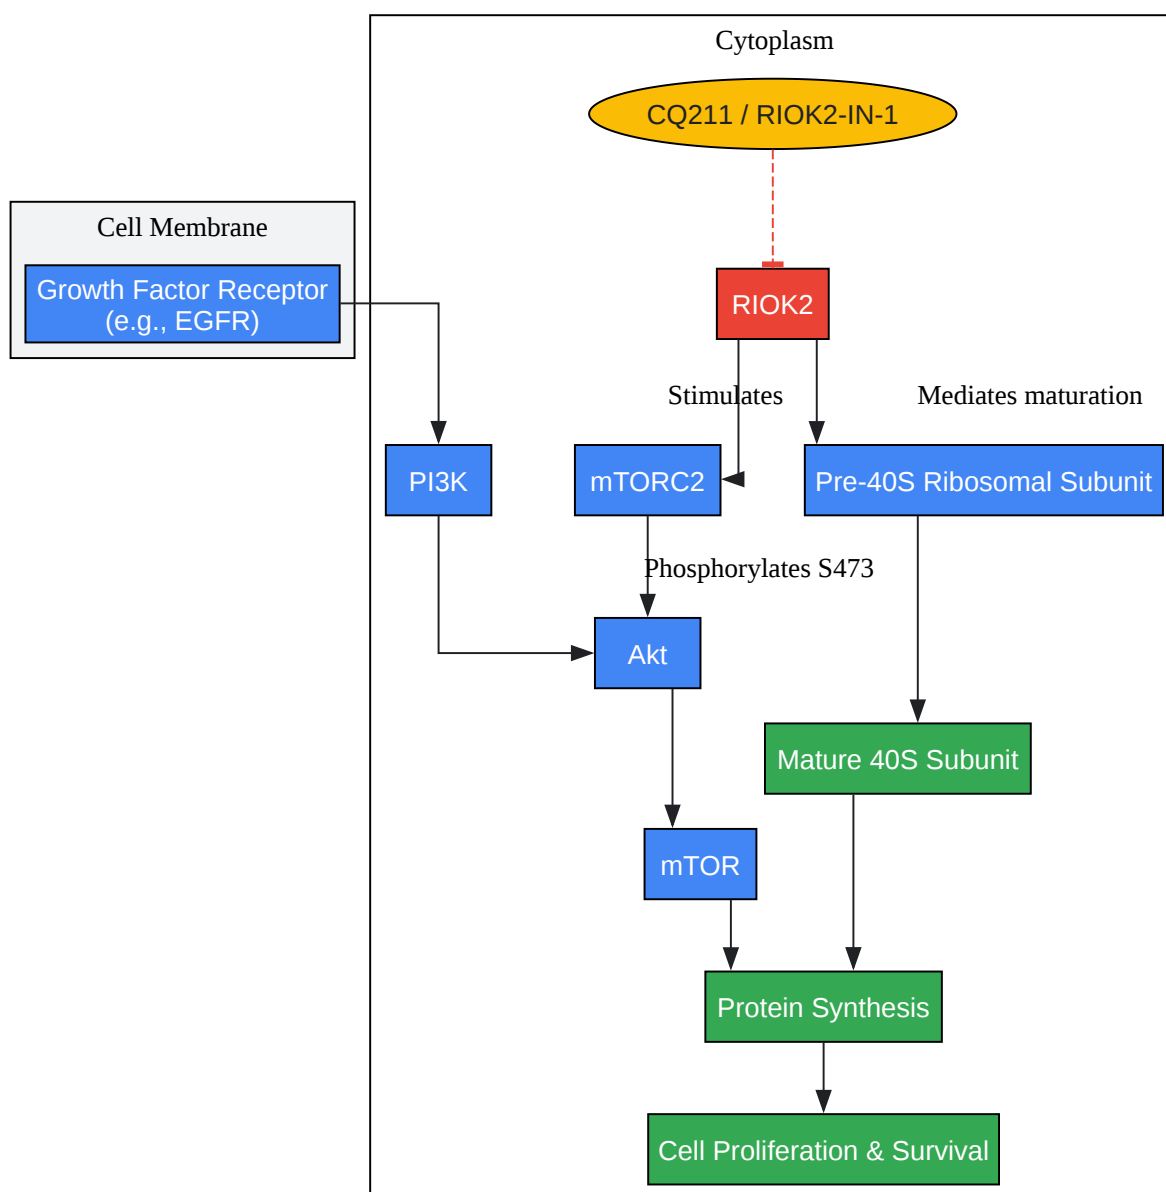 Cytoplasm
CQ211 / RIOK2-IN-1
Cell Membrane
Growth Factor Receptor
(e.g., EGFR)
RIOK2
Stimulates
Mediates maturation
PI3K
mTORC2
Pre-40S Ribosomal Subunit
Phosphorylates S473
Akt
Mature 40S Subunit
mTOR
Protein Synthesis
Cell Proliferation & Survival